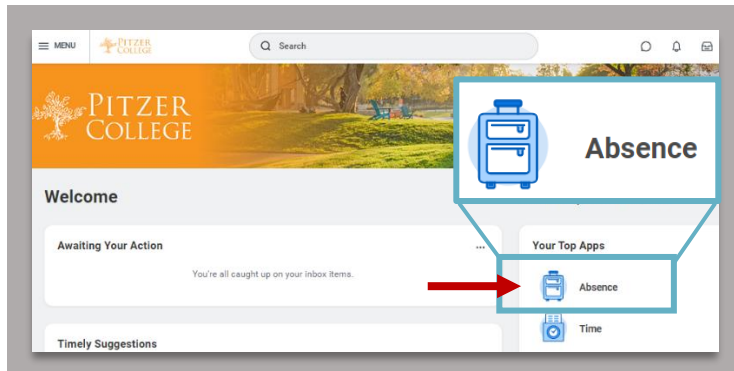 MENU
PITZER
COLLEGE
Search
PITZER
COLLEGE
Absence
Welcome
Awaiting Your Action
...
You're all caught up on your inbox items.
Your Top Apps
Absence
Time
Timely Suggestions